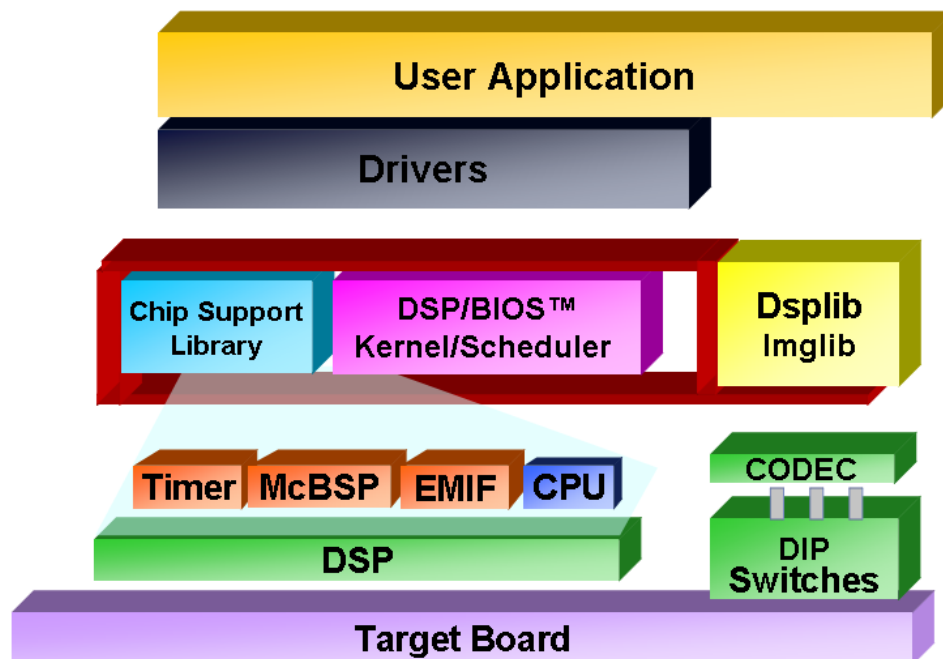 User Application
Drivers
Chip Support
Library
DSP/BIOS™
Kernel/Scheduler
Dsplib
Imglib
Timer
McBSP
EMIF
CPU
CODEC
DSP
DIP
Switches
Target Board